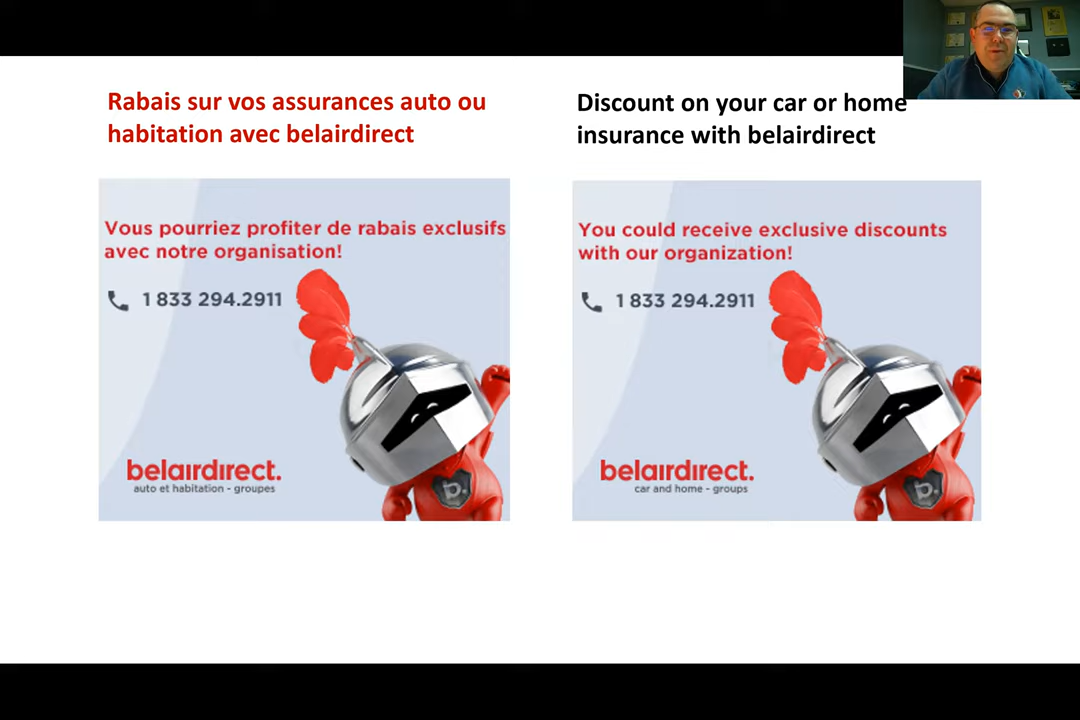 Rabais sur vos assurances auto ou
habitation avec belairdirect
Vous pourriez profiter de rabais exclusifs
avec notre organisation!
1 833 294.2911
belairdirect.
auto et habitation - groupes
Discount on your car or home
insurance with belairdirect
You could receive exclusive discounts
with our organization!
1 833 294.2911
belairdirect.
car and home - groups